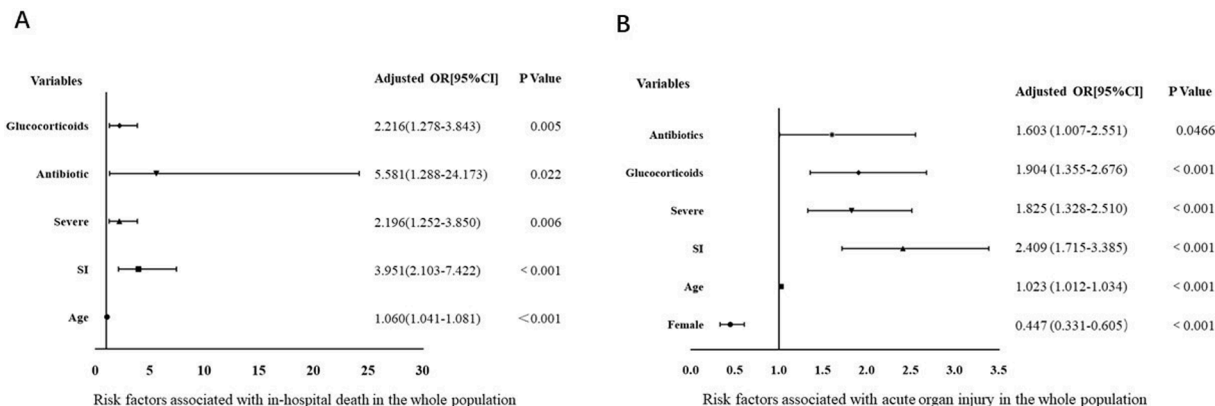 A
Variables Adjusted OR[95%CI] P Value
Glucocorticoids 2.216(1.278-3.843) 0.005
Antibiotic 5.581(1.288-24.173) 0.022
Severe 2.196(1.252-3.850) 0.006
SI 3.951(2.103-7.422) < 0.001
Age 1.060(1.041-1.081) <0.001
0 5 10 15 20 25 30
Risk factors associated with in-hospital death in the whole population
B
Variables Adjusted OR[95%CI] P Value
Antibiotics 1.603 (1.007-2.551) 0.0466
Glucocorticoids 1.904 (1.355-2.676) < 0.001
Severe 1.825 (1.328-2.510) < 0.001
SI 2.409 (1.715-3.385) < 0.001
Age 1.023 (1.012-1.034) < 0.001
Female 0.447 (0.331-0.605) < 0.001
0.0 0.5 1.0 1.5 2.0 2.5 3.0 3.5
Risk factors associated with acute organ injury in the whole population